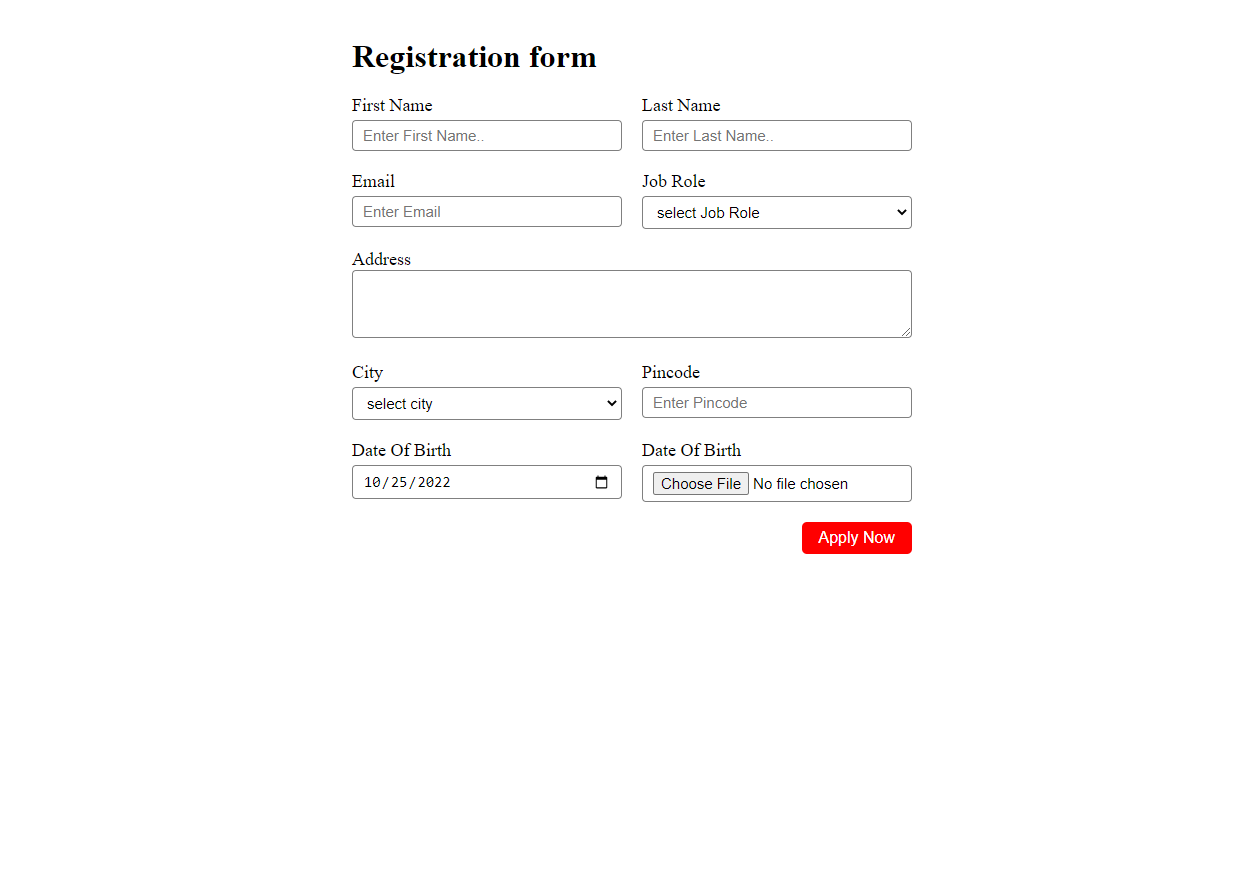 Registration form
First Name Last Name
Enter First Name.. Enter Last Name..
Email Job Role
Enter Email select Job Role
Address
City Pincode
select city Enter Pincode
Date Of Birth Date Of Birth
10/25/2022 Choose File No file chosen
Apply Now